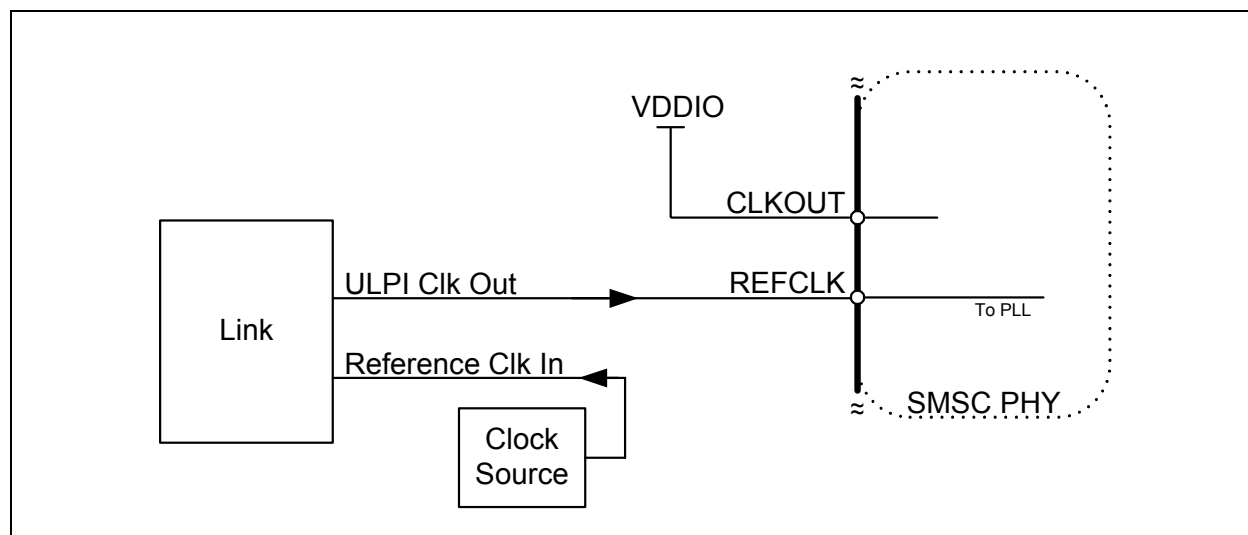 VDDIO
CLKOUT
ULPI Clk Out
REFCLK
To PLL
Link
Reference Clk In
SMSC PHY
Clock
Source